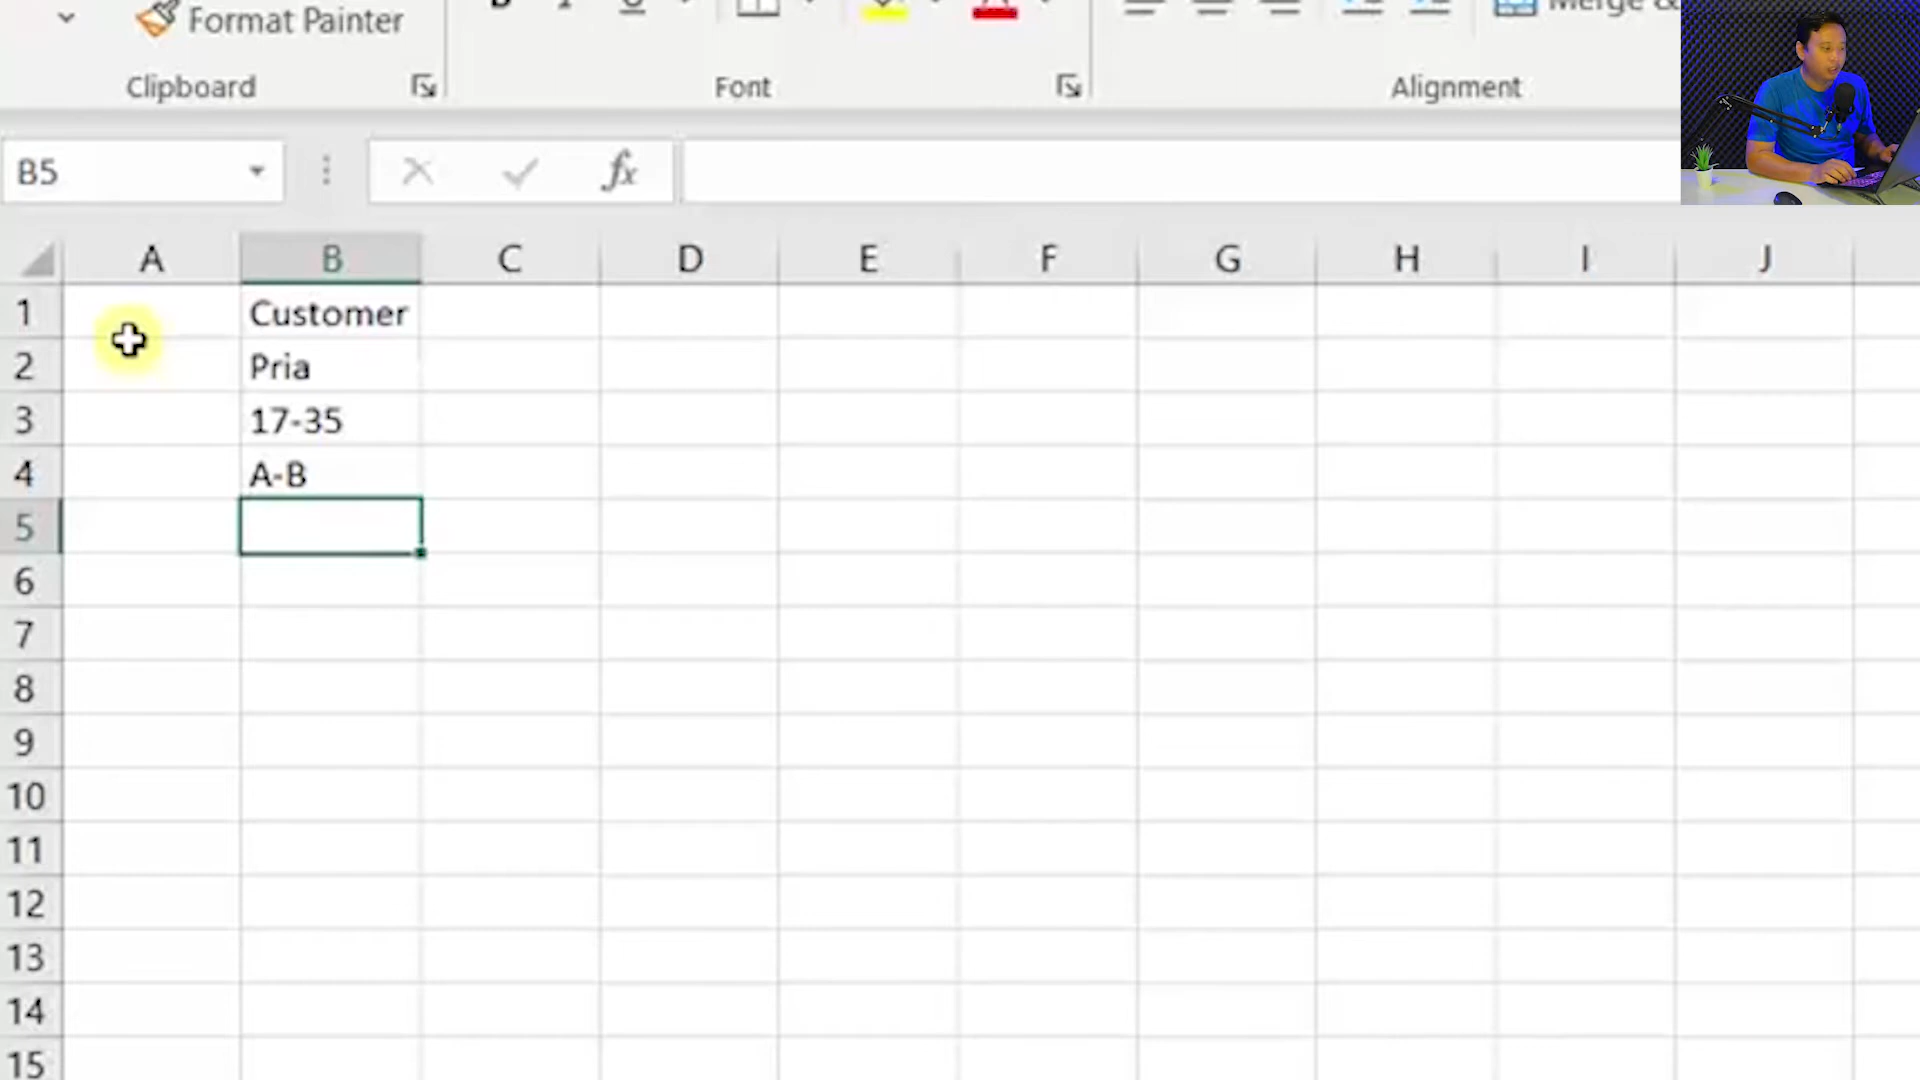 Format Painter
Merge &
Clipboard
Font
Alignment
B5
fx
A B C D E F G H I J
1 Customer
2 Pria
3 17-35
4 A-B
5
6
7
8
9
10
11
12
13
14
15